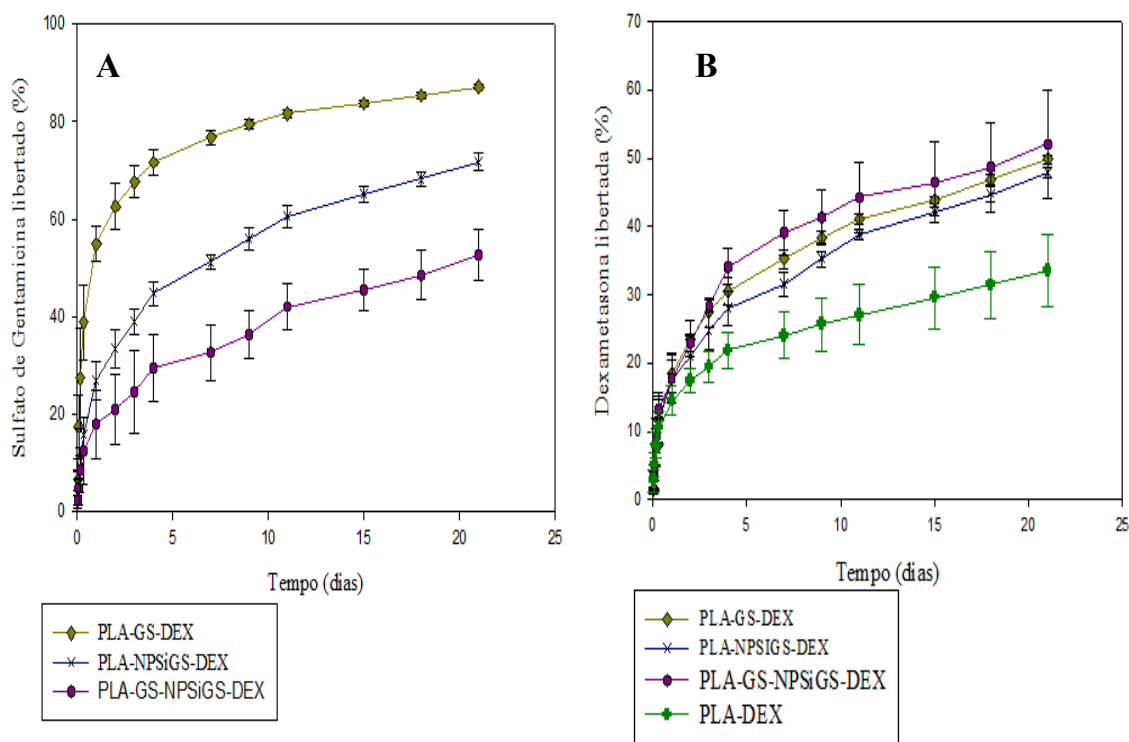 A
Sulfato de Gentamicina libertado (%)
100
80
60
40
20
0
0 5 10 15 20 25
Tempo (dias)
PLA-GS-DEX
PLA-NPSiGS-DEX
PLA-GS-NPSiGS-DEX
B
Dexametasona libertada (%)
70
60
50
40
30
20
10
0
0 5 10 15 20 25
Tempo (dias)
PLA-GS-DEX
PLA-NPSIGS-DEX
PLA-GS-NPSiGS-DEX
PLA-DEX